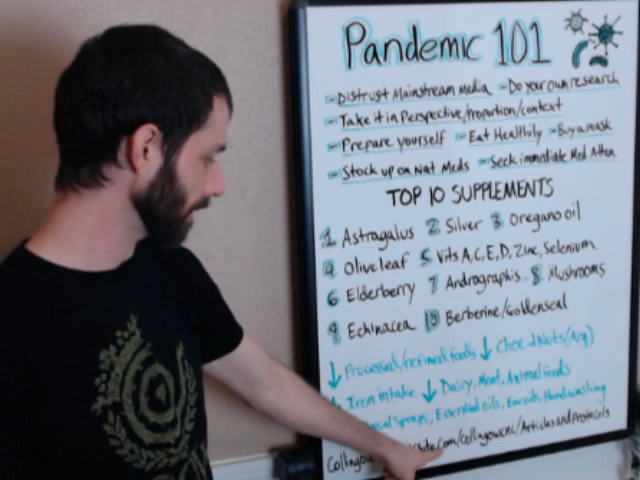 Pandemic 101
-Distrust Mainstream Media -Do your own research
-Take it in Perspective/proportion/context
-Prepare yourself -Eat Healthily -Buy a mask
-Stock up on Nat Meds -Seek immediate Med Atten
TOP 10 SUPPLEMENTS
1 Astragalus 2 Silver 3 Oregano oil
4 Olive leaf 5 Vits A,C,E,D, Zinc, Selenium
6 Elderberry 7 Andrographis 8 Mushrooms
9 Echinacea 10 Berberine/Goldenseal
↓ Processed/refined foods ↓ Choc & Nuts (Arg)
Iron intake ↓ Dairy, Meat, Animal foods
Sprays, Essential oils, Handwashing
.com/Collngowenc/Articles and Protocols